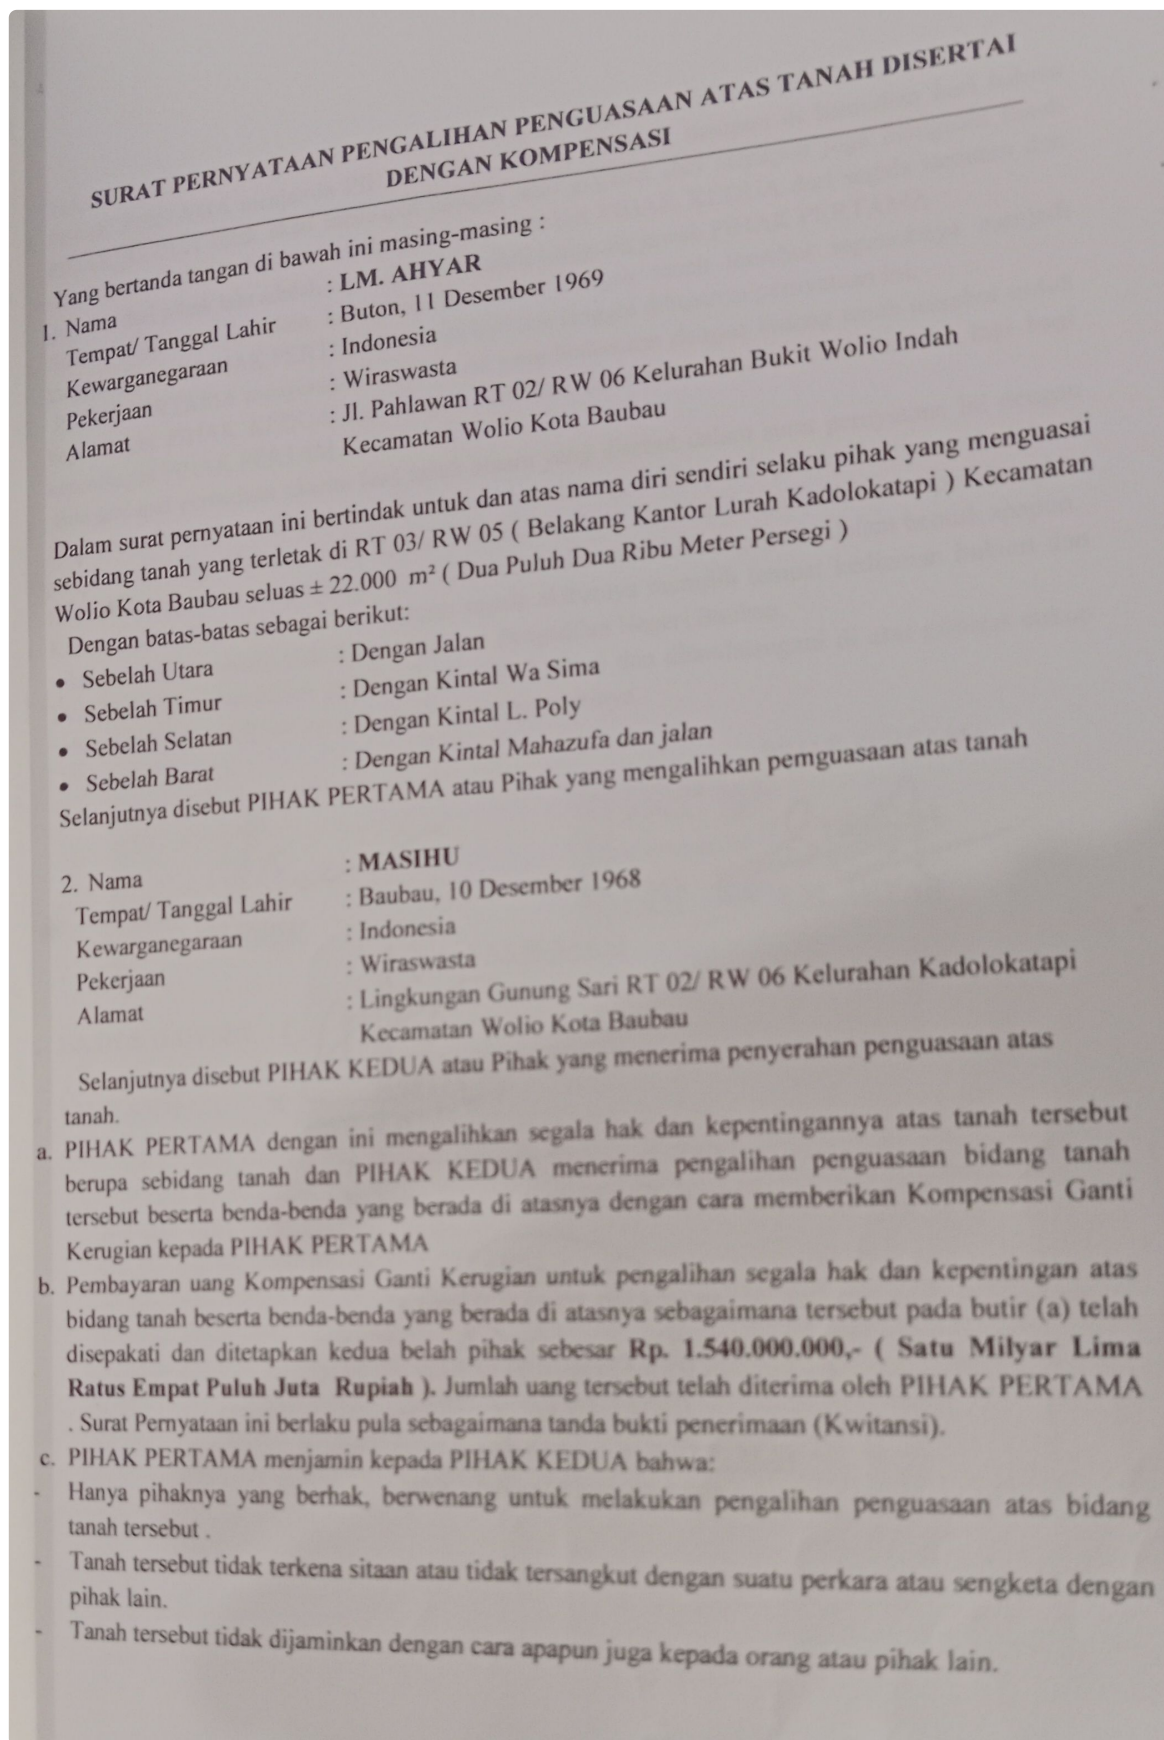 SURAT PERNYATAAN PENGALIHAN PENGUASAAN ATAS TANAH DISERTAI
DENGAN KOMPENSASI
Yang bertanda tangan di bawah ini masing-masing :
1. Nama : LM. AHYAR
Tempat/ Tanggal Lahir : Buton, 11 Desember 1969
Kewarganegaraan : Indonesia
Pekerjaan : Wiraswasta
Alamat : Jl. Pahlawan RT 02/ RW 06 Kelurahan Bukit Wolio Indah
Kecamatan Wolio Kota Baubau
Dalam surat pernyataan ini bertindak untuk dan atas nama diri sendiri selaku pihak yang menguasai
sebidang tanah yang terletak di RT 03/ RW 05 ( Belakang Kantor Lurah Kadolokatapi ) Kecamatan
Wolio Kota Baubau seluas ± 22.000 m² ( Dua Puluh Dua Ribu Meter Persegi )
Dengan batas-batas sebagai berikut:
• Sebelah Utara : Dengan Jalan
• Sebelah Timur : Dengan Kintal Wa Sima
• Sebelah Selatan : Dengan Kintal L. Poly
• Sebelah Barat : Dengan Kintal Mahazufa dan jalan
Selanjutnya disebut PIHAK PERTAMA atau Pihak yang mengalihkan pemguasaan atas tanah
2. Nama : MASIHU
Tempat/ Tanggal Lahir : Baubau, 10 Desember 1968
Kewarganegaraan : Indonesia
Pekerjaan : Wiraswasta
Alamat : Lingkungan Gunung Sari RT 02/ RW 06 Kelurahan Kadolokatapi
Kecamatan Wolio Kota Baubau
Selanjutnya disebut PIHAK KEDUA atau Pihak yang menerima penyerahan penguasaan atas
tanah.
a. PIHAK PERTAMA dengan ini mengalihkan segala hak dan kepentingannya atas tanah tersebut
berupa sebidang tanah dan PIHAK KEDUA menerima pengalihan penguasaan bidang tanah
tersebut beserta benda-benda yang berada di atasnya dengan cara memberikan Kompensasi Ganti
Kerugian kepada PIHAK PERTAMA
b. Pembayaran uang Kompensasi Ganti Kerugian untuk pengalihan segala hak dan kepentingan atas
bidang tanah beserta benda-benda yang berada di atasnya sebagaimana tersebut pada butir (a) telah
disepakati dan ditetapkan kedua belah pihak sebesar Rp. 1.540.000.000,- ( Satu Milyar Lima
Ratus Empat Puluh Juta Rupiah ). Jumlah uang tersebut telah diterima oleh PIHAK PERTAMA
. Surat Pernyataan ini berlaku pula sebagaimana tanda bukti penerimaan (Kwitansi).
c. PIHAK PERTAMA menjamin kepada PIHAK KEDUA bahwa:
- Hanya pihaknya yang berhak, berwenang untuk melakukan pengalihan penguasaan atas bidang
tanah tersebut .
- Tanah tersebut tidak terkena sitaan atau tidak tersangkut dengan suatu perkara atau sengketa dengan
pihak lain.
- Tanah tersebut tidak dijaminkan dengan cara apapun juga kepada orang atau pihak lain.